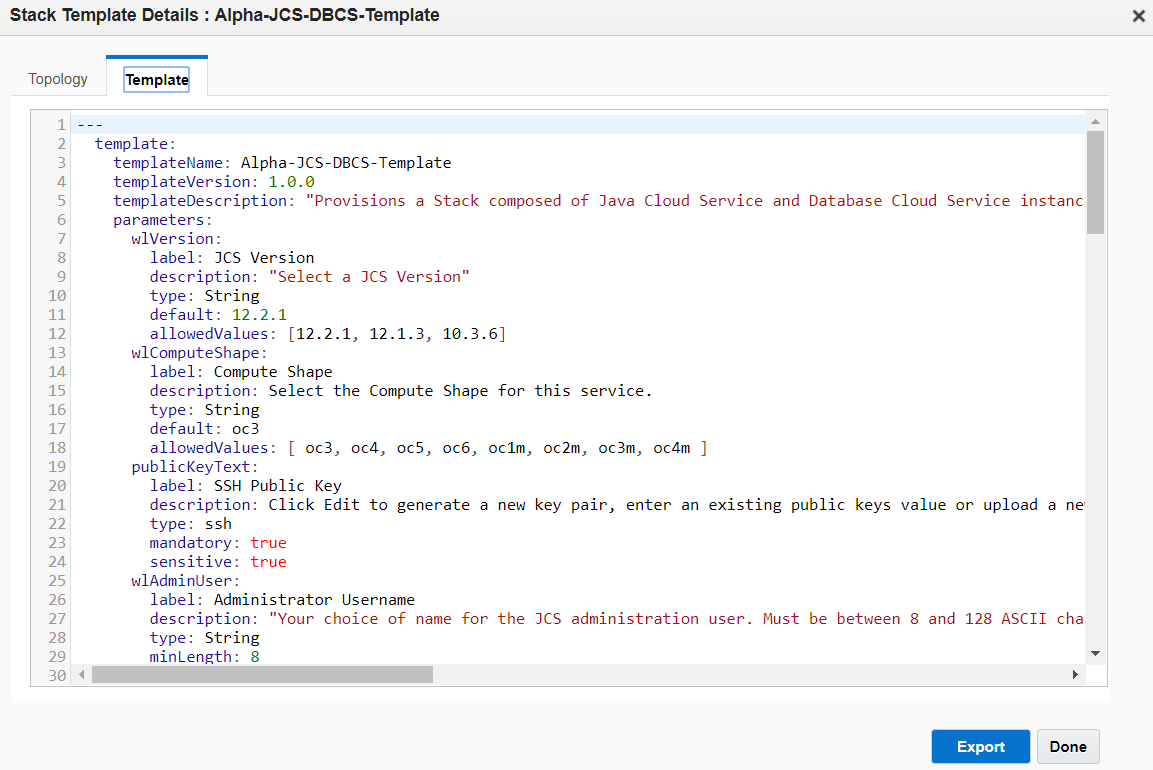 Stack Template Details : Alpha-JCS-DBCS-Template
Topology
Template
1 ---
2 template:
3 templateName: Alpha-JCS-DBCS-Template
4 templateVersion: 1.0.0
5 templateDescription: "Provisions a Stack composed of Java Cloud Service and Database Cloud Service instanc
6 parameters:
7 wlVersion:
8 label: JCS Version
9 description: "Select a JCS Version"
10 type: String
11 default: 12.2.1
12 allowedValues: [12.2.1, 12.1.3, 10.3.6]
13 wlComputeShape:
14 label: Compute Shape
15 description: Select the Compute Shape for this service.
16 type: String
17 default: oc3
18 allowedValues: [ oc3, oc4, oc5, oc6, oc1m, oc2m, oc3m, oc4m ]
19 publicKeyText:
20 label: SSH Public Key
21 description: Click Edit to generate a new key pair, enter an existing public keys value or upload a ne
22 type: ssh
23 mandatory: true
24 sensitive: true
25 wlAdminUser:
26 label: Administrator Username
27 description: "Your choice of name for the JCS administration user. Must be between 8 and 128 ASCII cha
28 type: String
29 minLength: 8
30
Export
Done